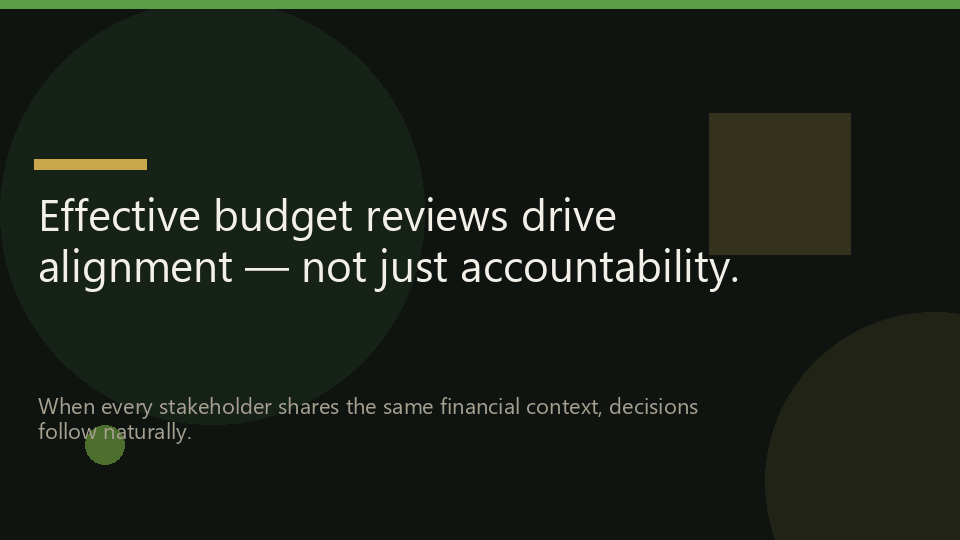 Effective budget reviews drive
alignment — not just accountability.
When every stakeholder shares the same financial context, decisions
follow naturally.